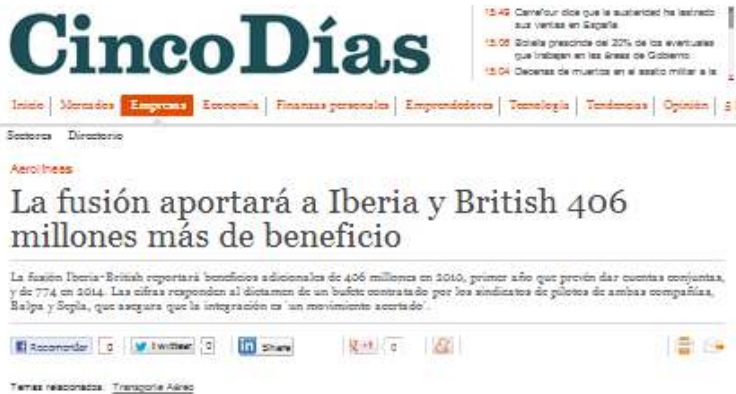 CincoDías
15:49 Carrefour dice que la austeridad ha lastrado
sus ventas en España
15:06 Botella prescinde del 20% de los eventuales
que trabajan en las áreas de Gobierno
15:04 Decenas de muertos en el asalto militar a la
Inicio | Mercados | Empresas | Economía | Finanzas personales | Emprendedores | Tecnología | Tendencias | Opinión | 5
Sectores Directorio
Aerolíneas
La fusión aportará a Iberia y British 406
millones más de beneficio
La fusión Iberia-British reportará beneficios adicionales de 406 millones en 2010, primer año que prevén dar cuentas conjuntas,
y de 774 en 2014. Las cifras responden al dictamen de un bufete contratado por los sindicatos de pilotos de ambas compañías,
Balpa y Sepla, que asegura que la integración es 'un movimiento acertado'.
Recomendar 0 Twittear 0 in Share +1 0
Temas relacionados: Transporte Aéreo